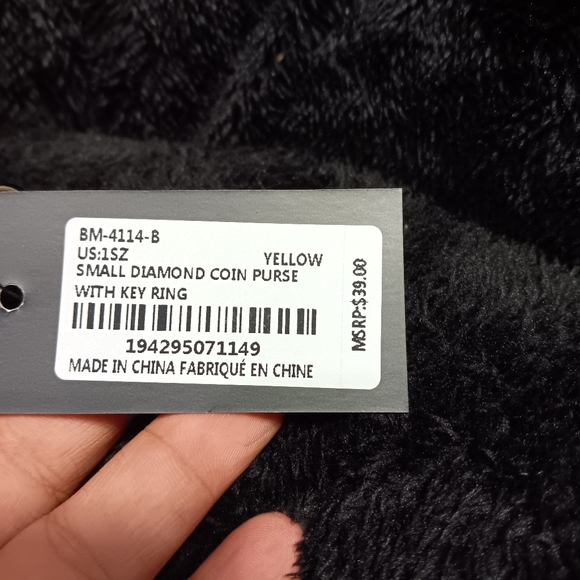 BM-4114-B
US:1SZ YELLOW
SMALL DIAMOND COIN PURSE
WITH KEY RING
194295071149
MADE IN CHINA FABRIQUÉ EN CHINE
MSRP:$39.00